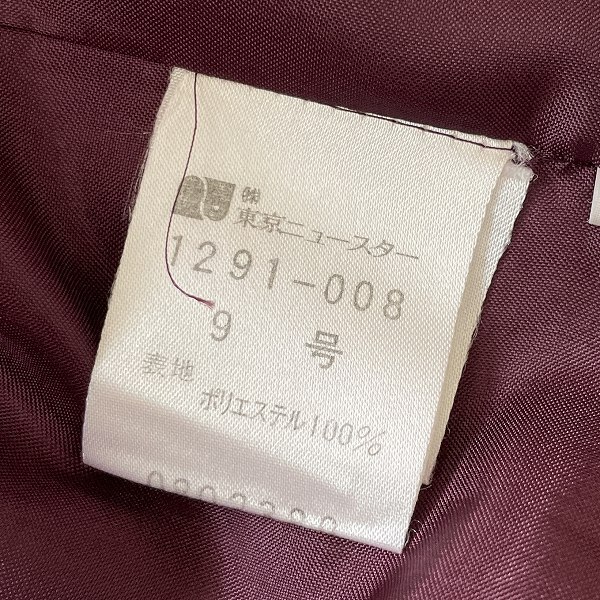 ㈱
東京ニュースター
1291-008
9 号
表地
ポリエステル100%